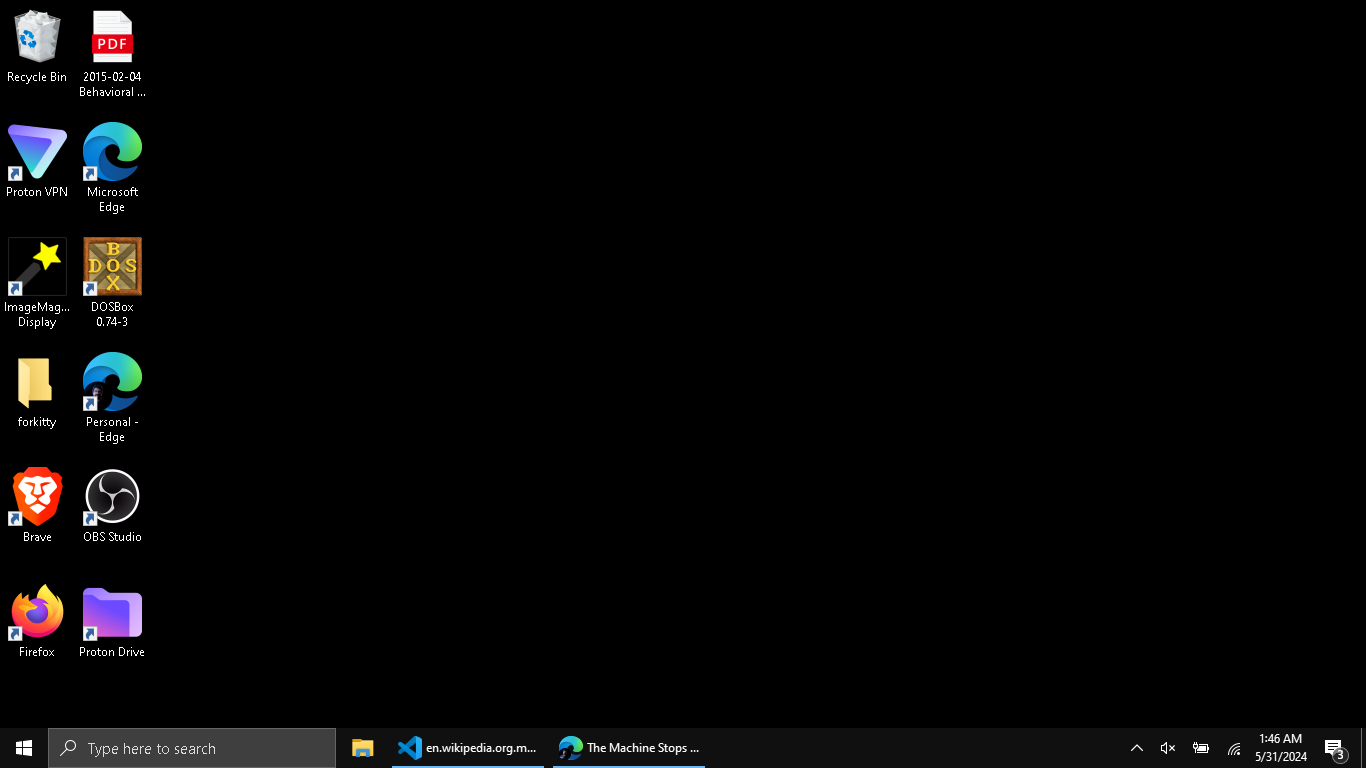 Recycle Bin
PDF
2015-02-04
Behavioral ...
Proton VPN
Microsoft
Edge
ImageMag...
Display
BOX
DOS
DOSBox
0.74-3
forkitty
Personal -
Edge
Brave
OBS Studio
Firefox
Proton Drive
Type here to search
en.wikipedia.org.m...
The Machine Stops ...
1:46 AM
5/31/2024
3